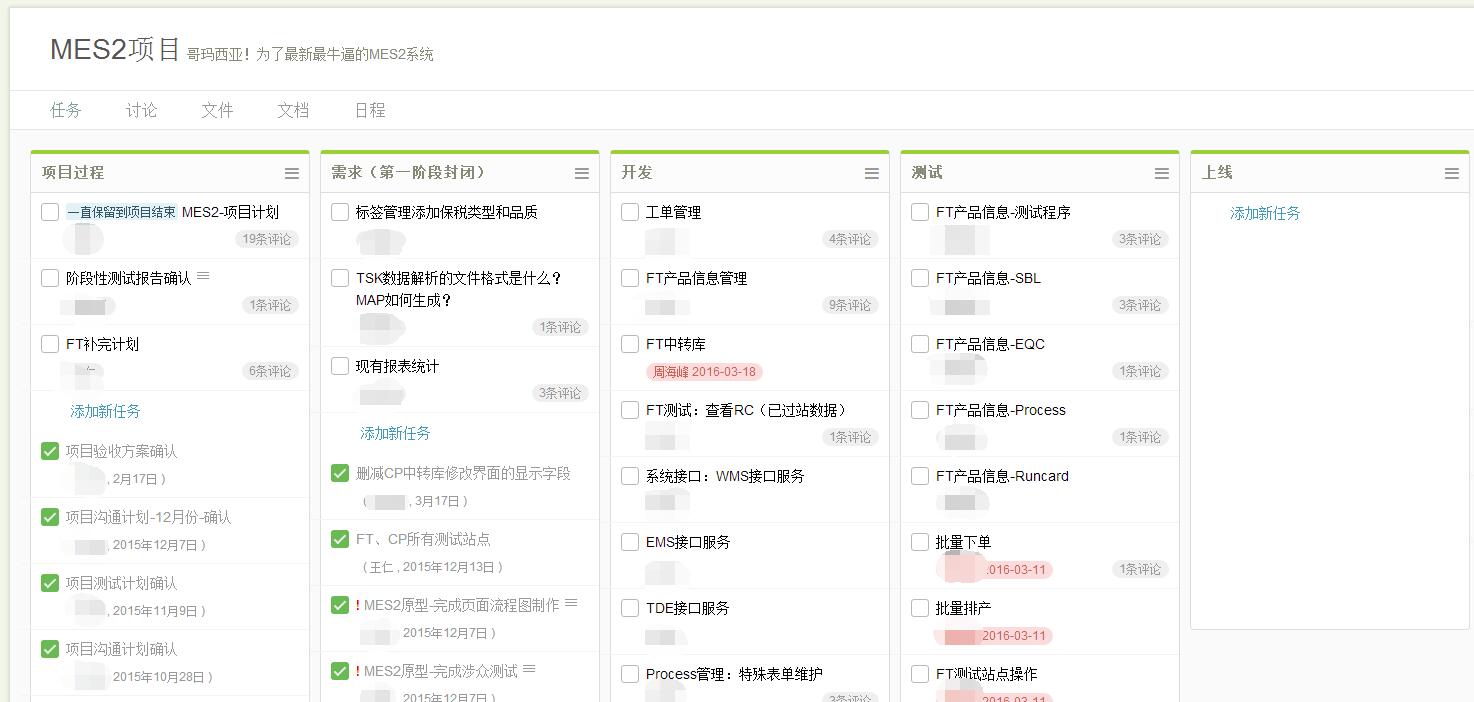 MES2项目 哥玛西亚！为了最新最牛逼的MES2系统
任务 讨论 文件 文档 日程
项目过程
一直保留到项目结束 MES2-项目计划
19条评论
阶段性测试报告确认
1条评论
FT补完计划
6条评论
添加新任务
项目验收方案确认
, 2月17日 )
项目沟通计划-12月份-确认
, 2015年12月7日 )
项目测试计划确认
, 2015年11月9日 )
项目沟通计划确认
2015年10月28日 )
需求（第一阶段封闭）
标签管理添加保税类型和品质
TSK数据解析的文件格式是什么？
MAP如何生成？
1条评论
现有报表统计
3条评论
添加新任务
删减CP中转库修改界面的显示字段
( , 3月17日 )
FT、CP所有测试站点
( 王仁 , 2015年12月13日 )
! MES2原型-完成页面流程图制作
2015年12月7日 )
! MES2原型-完成涉众测试
2015年12月7日 )
开发
工单管理
4条评论
FT产品信息管理
9条评论
FT中转库
周海峰 2016-03-18
FT测试：查看RC（已过站数据）
1条评论
系统接口：WMS接口服务
EMS接口服务
TDE接口服务
Process管理：特殊表单维护
3条评论
测试
FT产品信息-测试程序
3条评论
FT产品信息-SBL
3条评论
FT产品信息-EQC
1条评论
FT产品信息-Process
1条评论
FT产品信息-Runcard
批量下单
2016-03-11
1条评论
批量排产
2016-03-11
FT测试站点操作
2016-03-11
上线
添加新任务